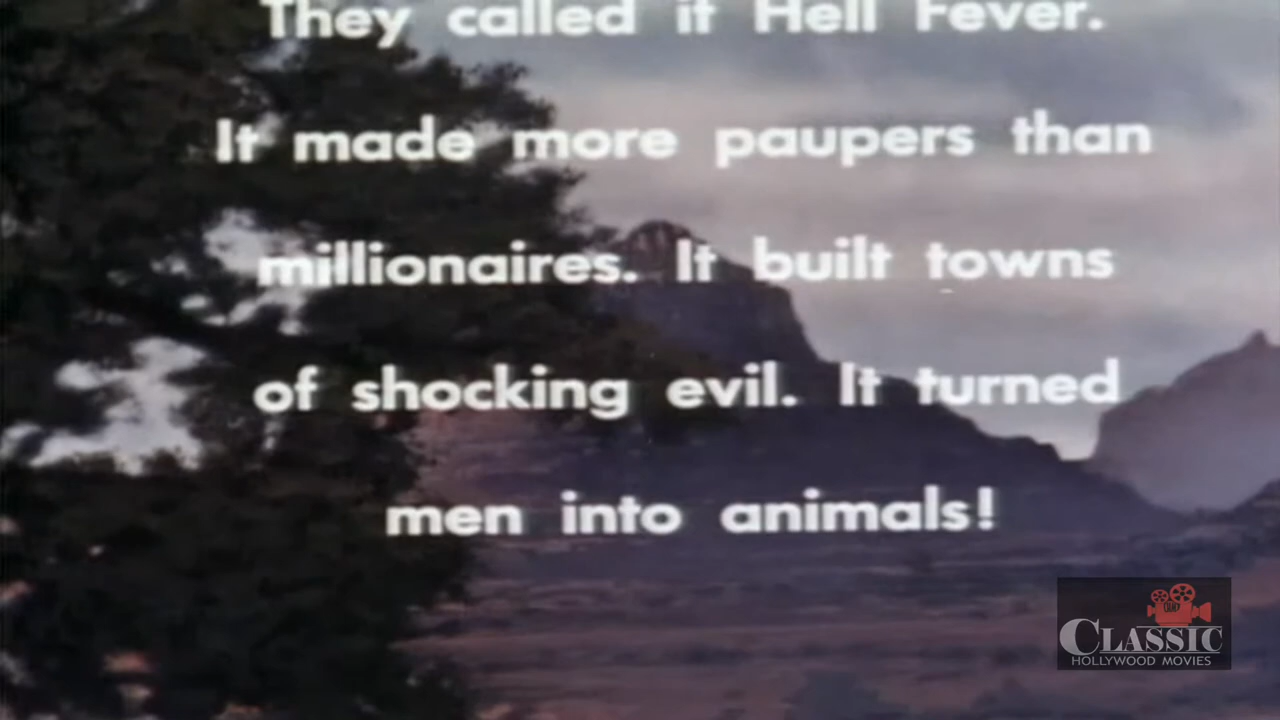 They called it Hell Fever.
It made more paupers than
millionaires. It built towns
of shocking evil. It turned
men into animals!
CHM
CLASSIC
HOLLYWOOD MOVIES